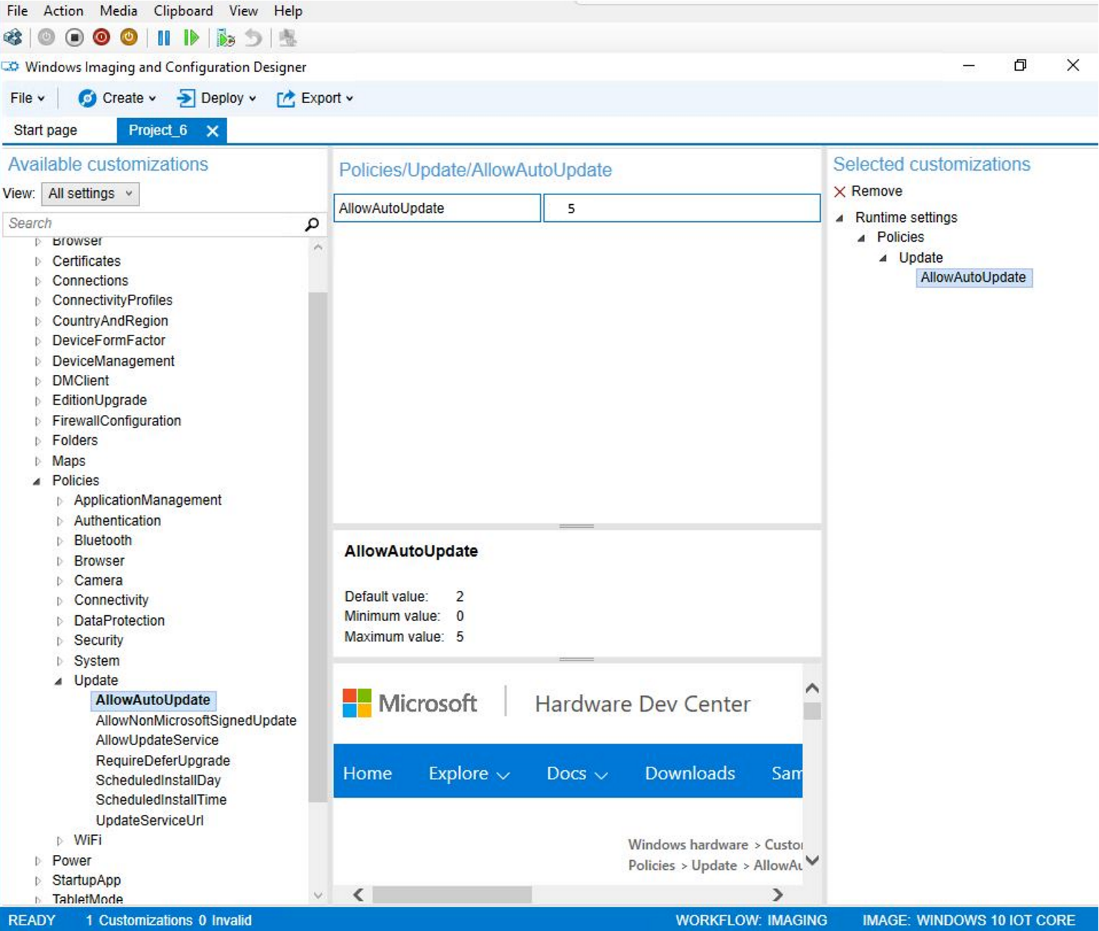 File Action Media Clipboard View Help
Windows Imaging and Configuration Designer
File Create Deploy Export
Start page Project_6
Available customizations
View: All settings
Search
Browser
Certificates
Connections
ConnectivityProfiles
CountryAndRegion
DeviceFormFactor
DeviceManagement
DMClient
EditionUpgrade
FirewallConfiguration
Folders
Maps
Policies
ApplicationManagement
Authentication
Bluetooth
Browser
Camera
Connectivity
DataProtection
Security
System
Update
AllowAutoUpdate
AllowNonMicrosoftSignedUpdate
AllowUpdateService
RequireDeferUpgrade
ScheduledInstallDay
ScheduledInstallTime
UpdateServiceUrl
WiFi
Power
StartupApp
TabletMode
Policies/Update/AllowAutoUpdate
AllowAutoUpdate 5
AllowAutoUpdate
Default value: 2
Minimum value: 0
Maximum value: 5
Microsoft Hardware Dev Center
Home Explore Docs Downloads Sam
Windows hardware > Custo
Policies > Update > AllowAu
Selected customizations
Remove
Runtime settings
Policies
Update
AllowAutoUpdate
READY 1 Customizations 0 Invalid WORKFLOW: IMAGING IMAGE: WINDOWS 10 IOT CORE